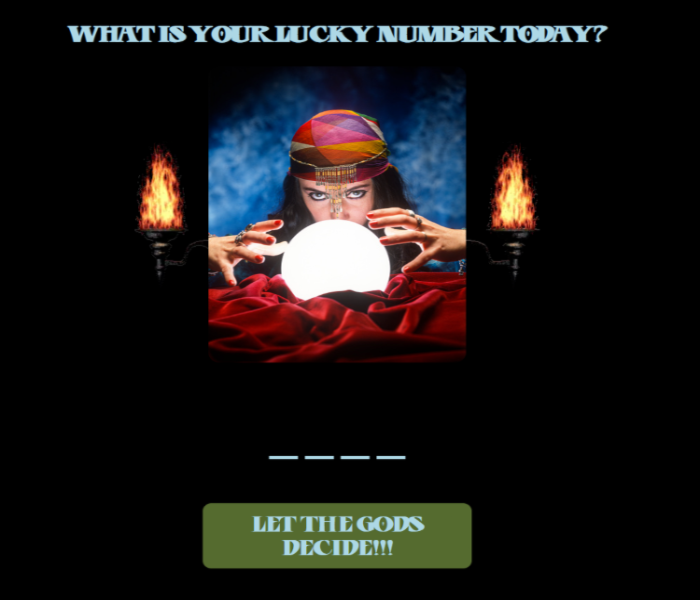 WHAT IS YOUR LUCKY NUMBER TODAY?
— — — —
LET THE GODS
DECIDE!!!